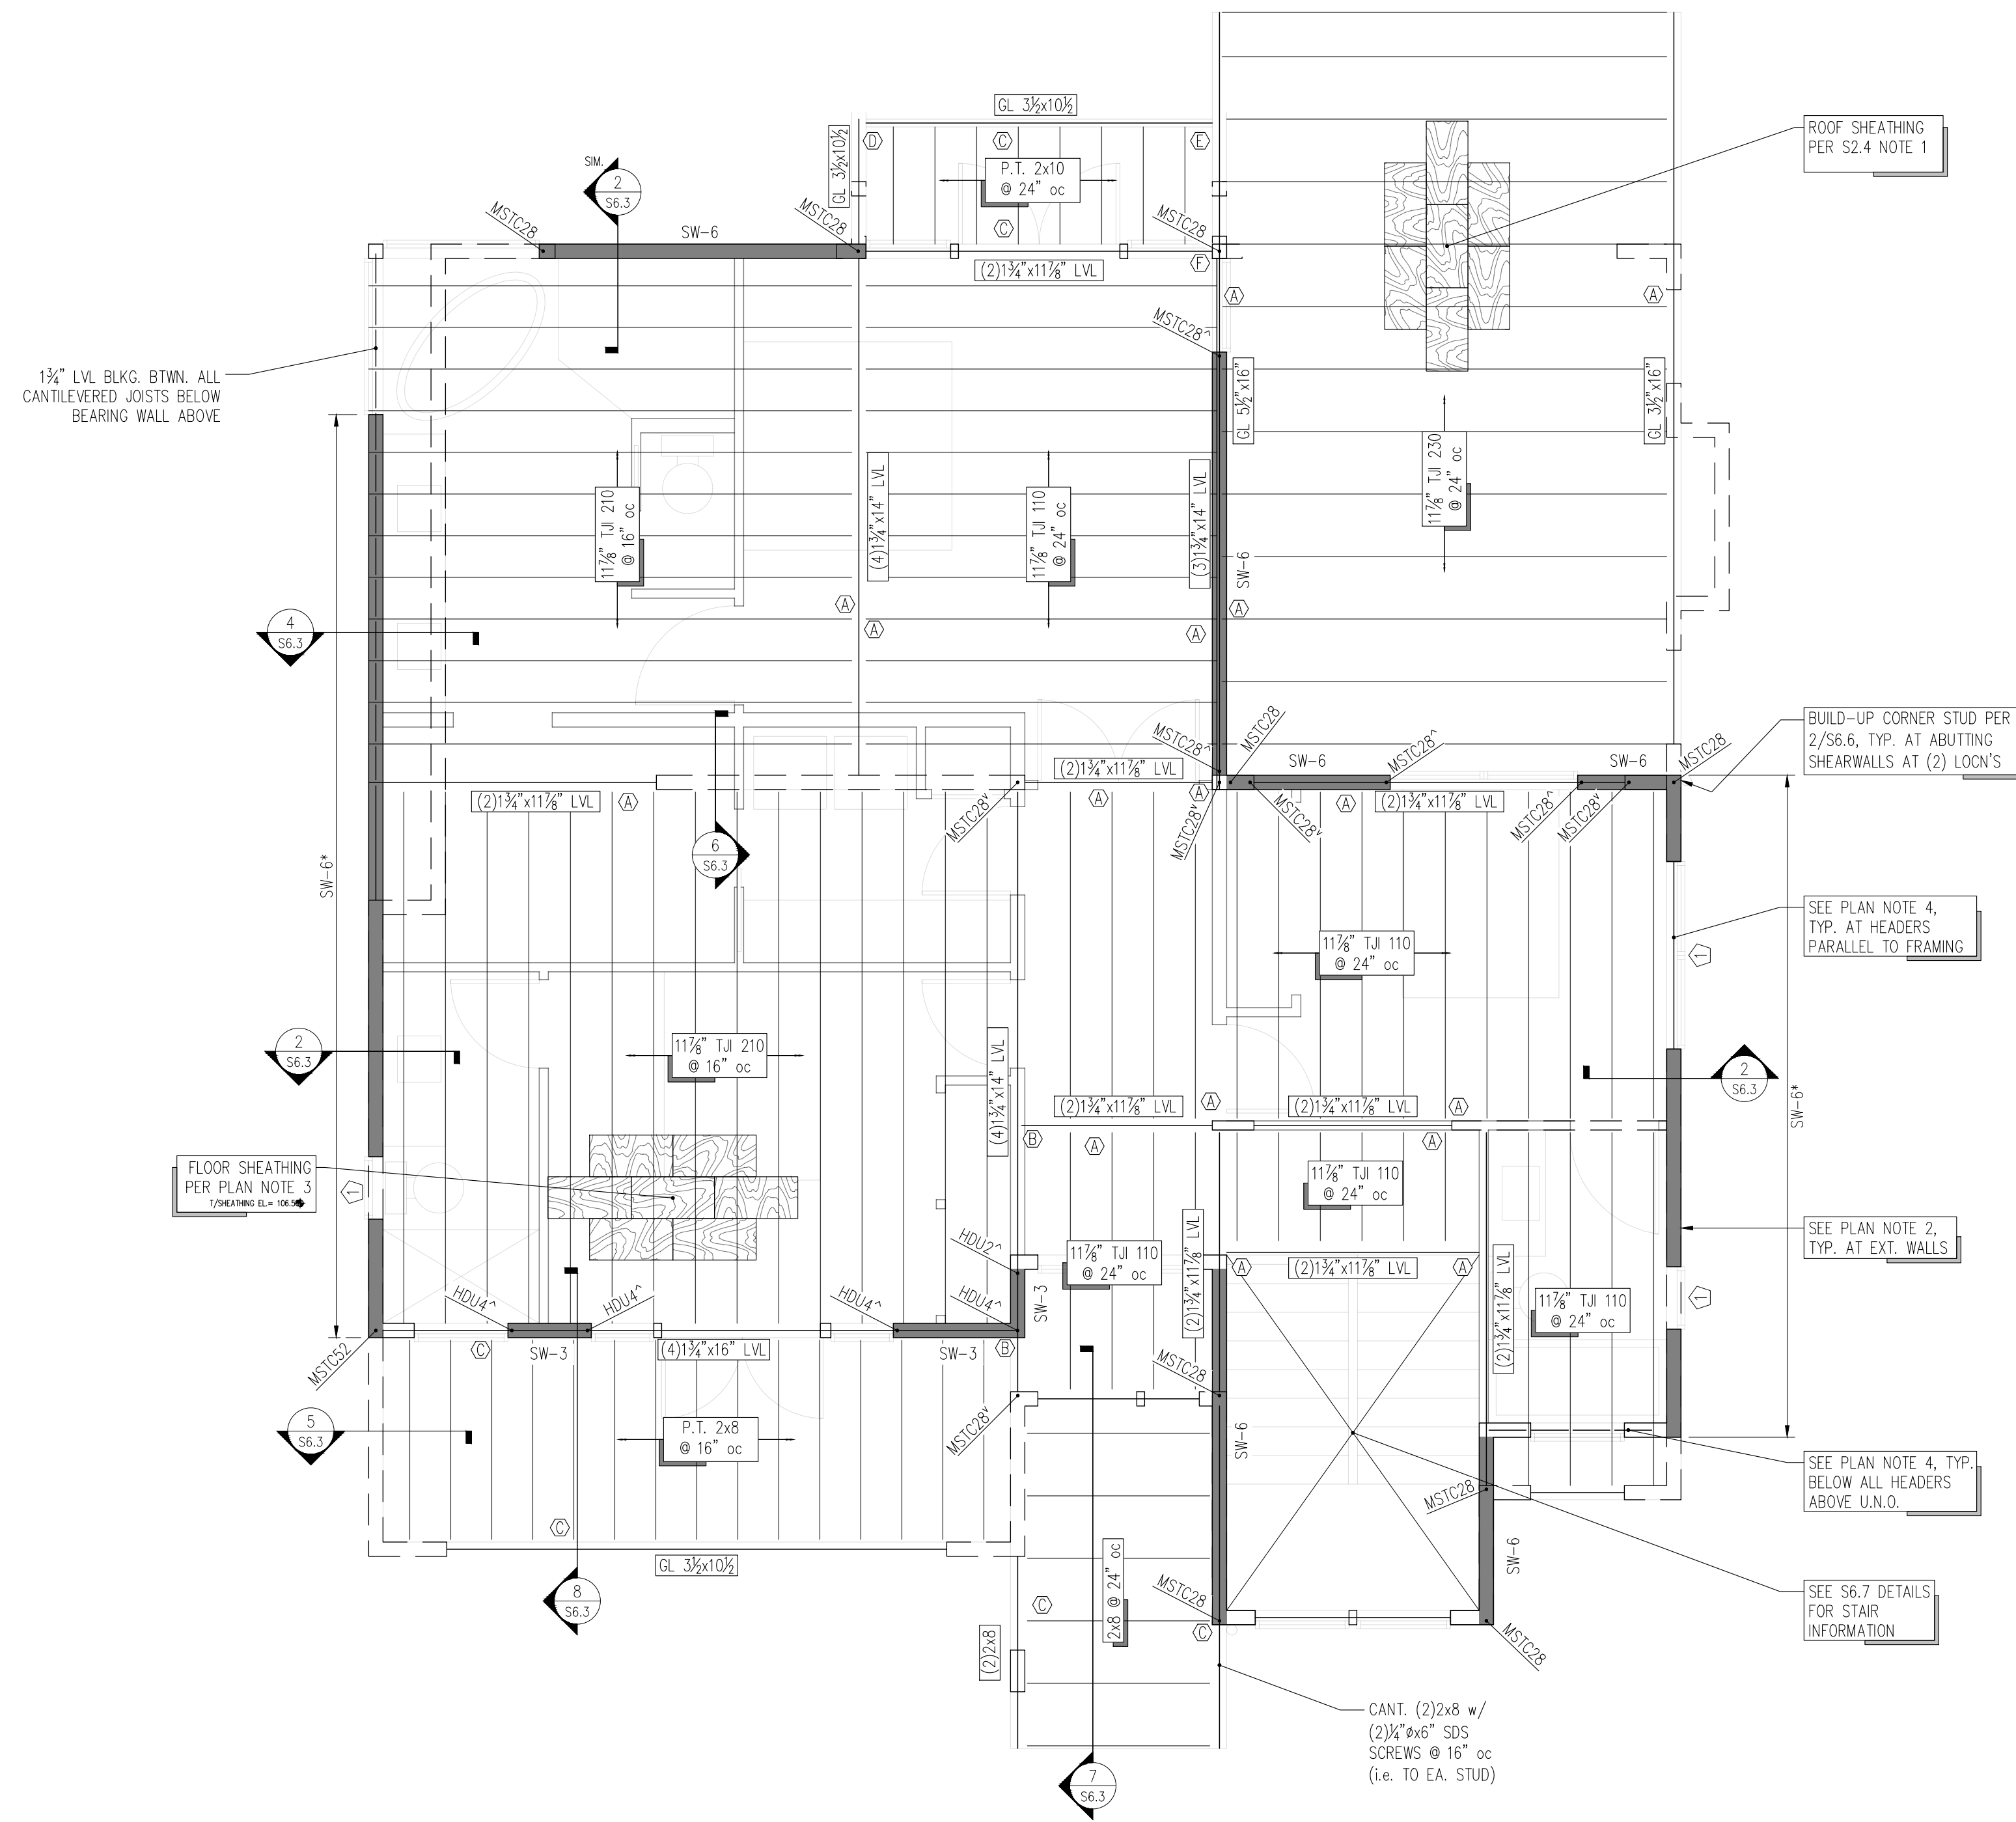 GL 3½x10½
ROOF SHEATHING
PER S2.4 NOTE 1
GL 3½x10½
D
C
E
P.T. 2x10
@ 24" oc
C
SIM.
2
S6.3
MSTC28
SW-6
MSTC28
MSTC28
F
(2)1¾"x11⅞" LVL
A
A
MSTC28^
1¾" LVL BLKG. BTWN. ALL
CANTILEVERED JOISTS BELOW
BEARING WALL ABOVE
GL 5½"x16"
GL 3½"x16"
11⅞" TJI 210
@ 16" oc
(4)1¾"x14" LVL
11⅞" TJI 110
@ 24" oc
(3)1¾"x14" LVL
11⅞" TJI 230
@ 24" oc
SW-6
A
A
A
A
4
S6.3
BUILD-UP CORNER STUD PER
2/S6.6, TYP. AT ABUTTING
SHEARWALLS AT (2) LOCN'S
MSTC28^
MSTC28
SW-6
MSTC28^
SW-6
MSTC28
(2)1¾"x11⅞" LVL
(2)1¾"x11⅞" LVL
A
A
A
A
(2)1¾"x11⅞" LVL
MSTC28v
MSTC28v
MSTC28v
MSTC28^
MSTC28v
6
S6.3
SW-6*
SEE PLAN NOTE 4,
TYP. AT HEADERS
PARALLEL TO FRAMING
1
11⅞" TJI 110
@ 24" oc
2
S6.3
11⅞" TJI 210
@ 16" oc
(4)1¾"x14" LVL
2
S6.3
SW-6*
(2)1¾"x11⅞" LVL
A
(2)1¾"x11⅞" LVL
A
B
A
A
FLOOR SHEATHING
PER PLAN NOTE 3
T/SHEATHING EL.= 106.5
1
11⅞" TJI 110
@ 24" oc
SEE PLAN NOTE 2,
TYP. AT EXT. WALLS
HDU2^
11⅞" TJI 110
@ 24" oc
(2)1¾"x11⅞" LVL
A
(2)1¾"x11⅞" LVL
A
(2)1¾"x11⅞" LVL
11⅞" TJI 110
@ 24" oc
1
HDU4^
HDU4^
HDU4^
HDU4^
SW-3
MSTC52
C
SW-3
(4)1¾"x16" LVL
SW-3
B
MSTC28
5
S6.3
P.T. 2x8
@ 16" oc
MSTC28v
SW-6
SEE PLAN NOTE 4, TYP.
BELOW ALL HEADERS
ABOVE U.N.O.
MSTC28
C
GL 3½x10½
8
S6.3
2x8 @ 24" oc
C
MSTC28
C
SW-6
MSTC28
(2)2x8
SEE S6.7 DETAILS
FOR STAIR
INFORMATION
CANT. (2)2x8 w/
(2)¼"øx6" SDS
SCREWS @ 16" oc
(i.e. TO EA. STUD)
7
S6.3